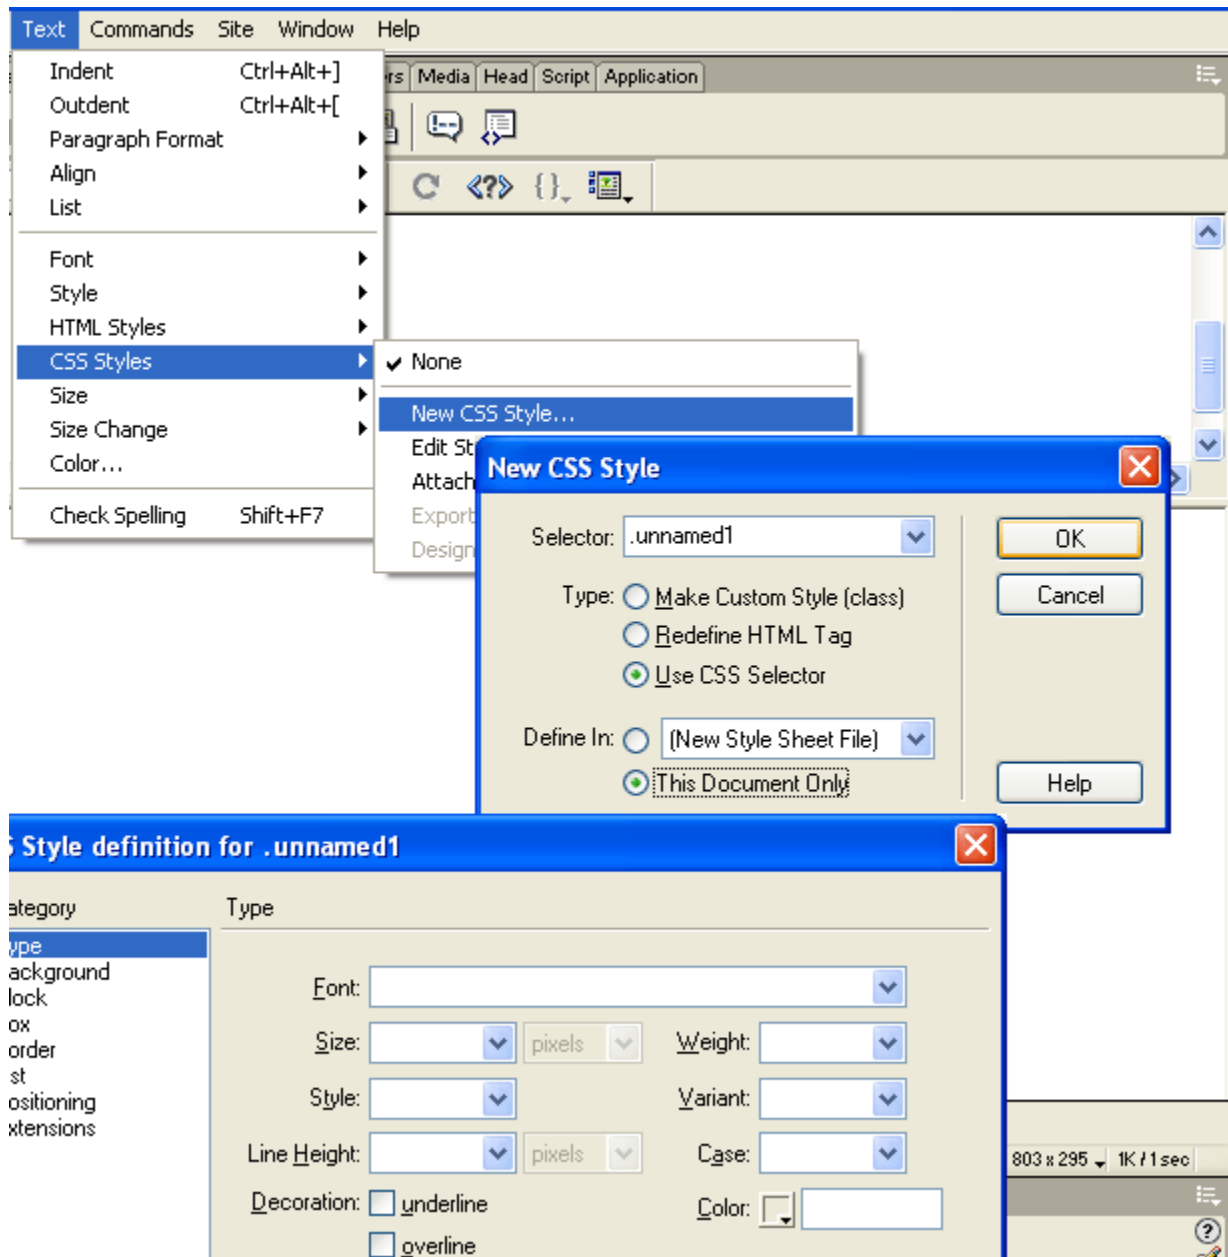 Text Commands Site Window Help
Indent Ctrl+Alt+]
Outdent Ctrl+Alt+[
Paragraph Format
Align
List
Font
Style
HTML Styles
CSS Styles
Size
Size Change
Color...
Check Spelling Shift+F7
rs Media Head Script Application
None
New CSS Style...
Edit St
Attach
Export
Design
New CSS Style
Selector: .unnamed1
Type: Make Custom Style (class)
Redefine HTML Tag
Use CSS Selector
Define In: (New Style Sheet File)
This Document Only
OK
Cancel
Help
S Style definition for .unnamed1
ategory
ype
ackground
lock
ox
order
st
ositioning
xtensions
Type
Font:
Size: pixels Weight:
Style: Variant:
Line Height: pixels Case:
Decoration: underline Color:
overline
803 x 295 1K / 1 sec